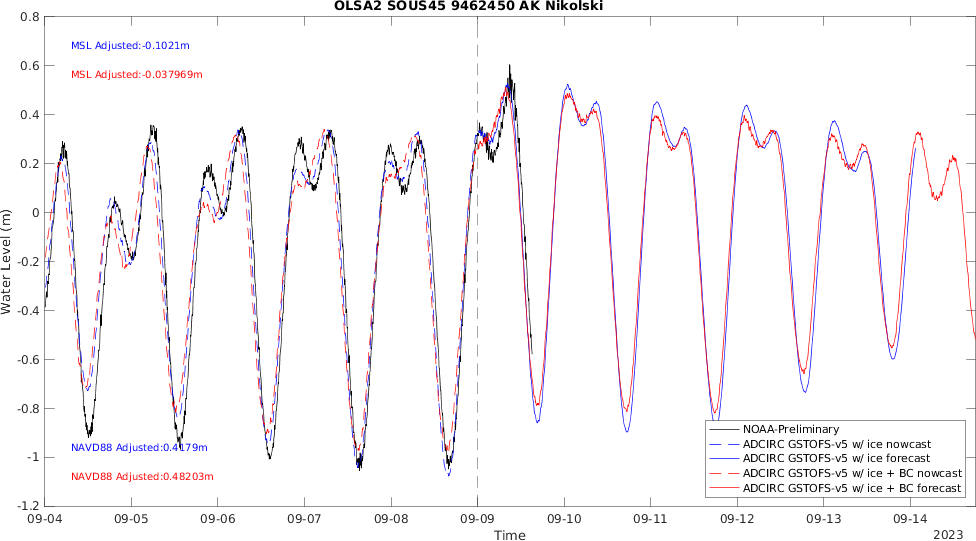 OLSA2 SOUS45 9462450 AK Nikolski
0.8
0.6
0.4
0.2
0
-0.2
-0.4
-0.6
-0.8
-1
-1.2
Water Level (m)
MSL Adjusted:-0.1021m
MSL Adjusted:-0.037969m
NAVD88 Adjusted:0.4179m
NAVD88 Adjusted:0.48203m
NOAA-Preliminary
ADCIRC GSTOFS-v5 w/ ice nowcast
ADCIRC GSTOFS-v5 w/ ice forecast
ADCIRC GSTOFS-v5 w/ ice + BC nowcast
ADCIRC GSTOFS-v5 w/ ice + BC forecast
09-04 09-05 09-06 09-07 09-08 09-09 09-10 09-11 09-12 09-13 09-14
Time
2023